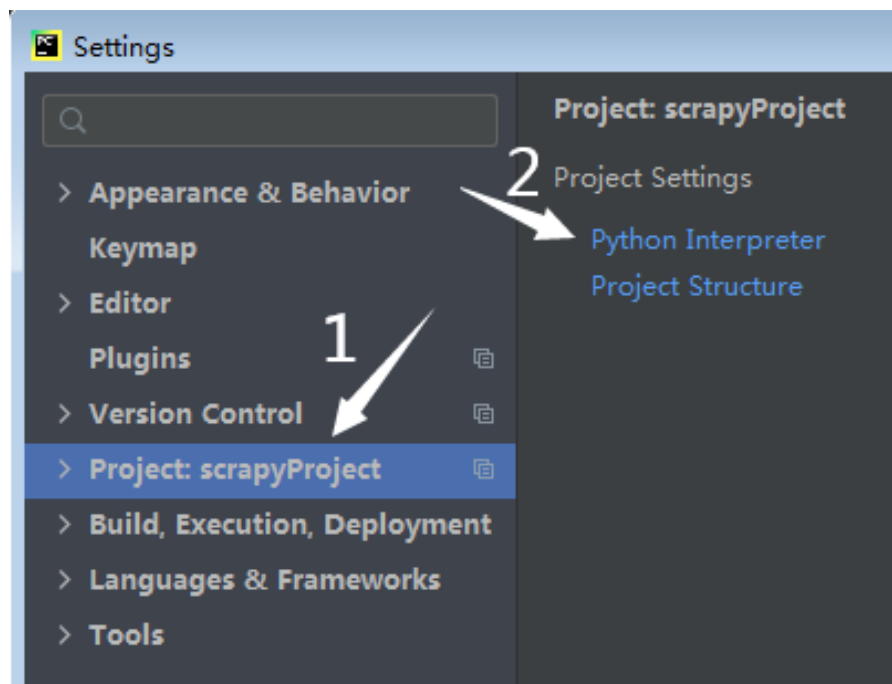 Settings
Appearance & Behavior
Keymap
Editor
Plugins
Version Control
Project: scrapyProject
Build, Execution, Deployment
Languages & Frameworks
Tools
1
Project: scrapyProject
2
Project Settings
Python Interpreter
Project Structure